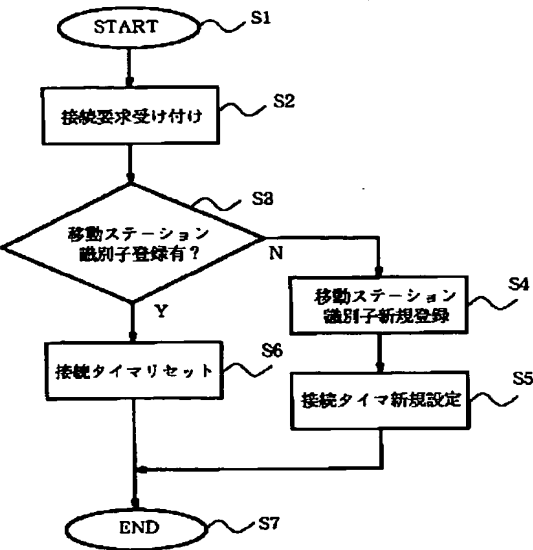 START
S1
接続要求受け付け
S2
移動ステーション
識別子登録有？
S3
N
Y
移動ステーション
識別子新規登録
S4
接続タイマリセット
S6
接続タイマ新規設定
S5
END
S7